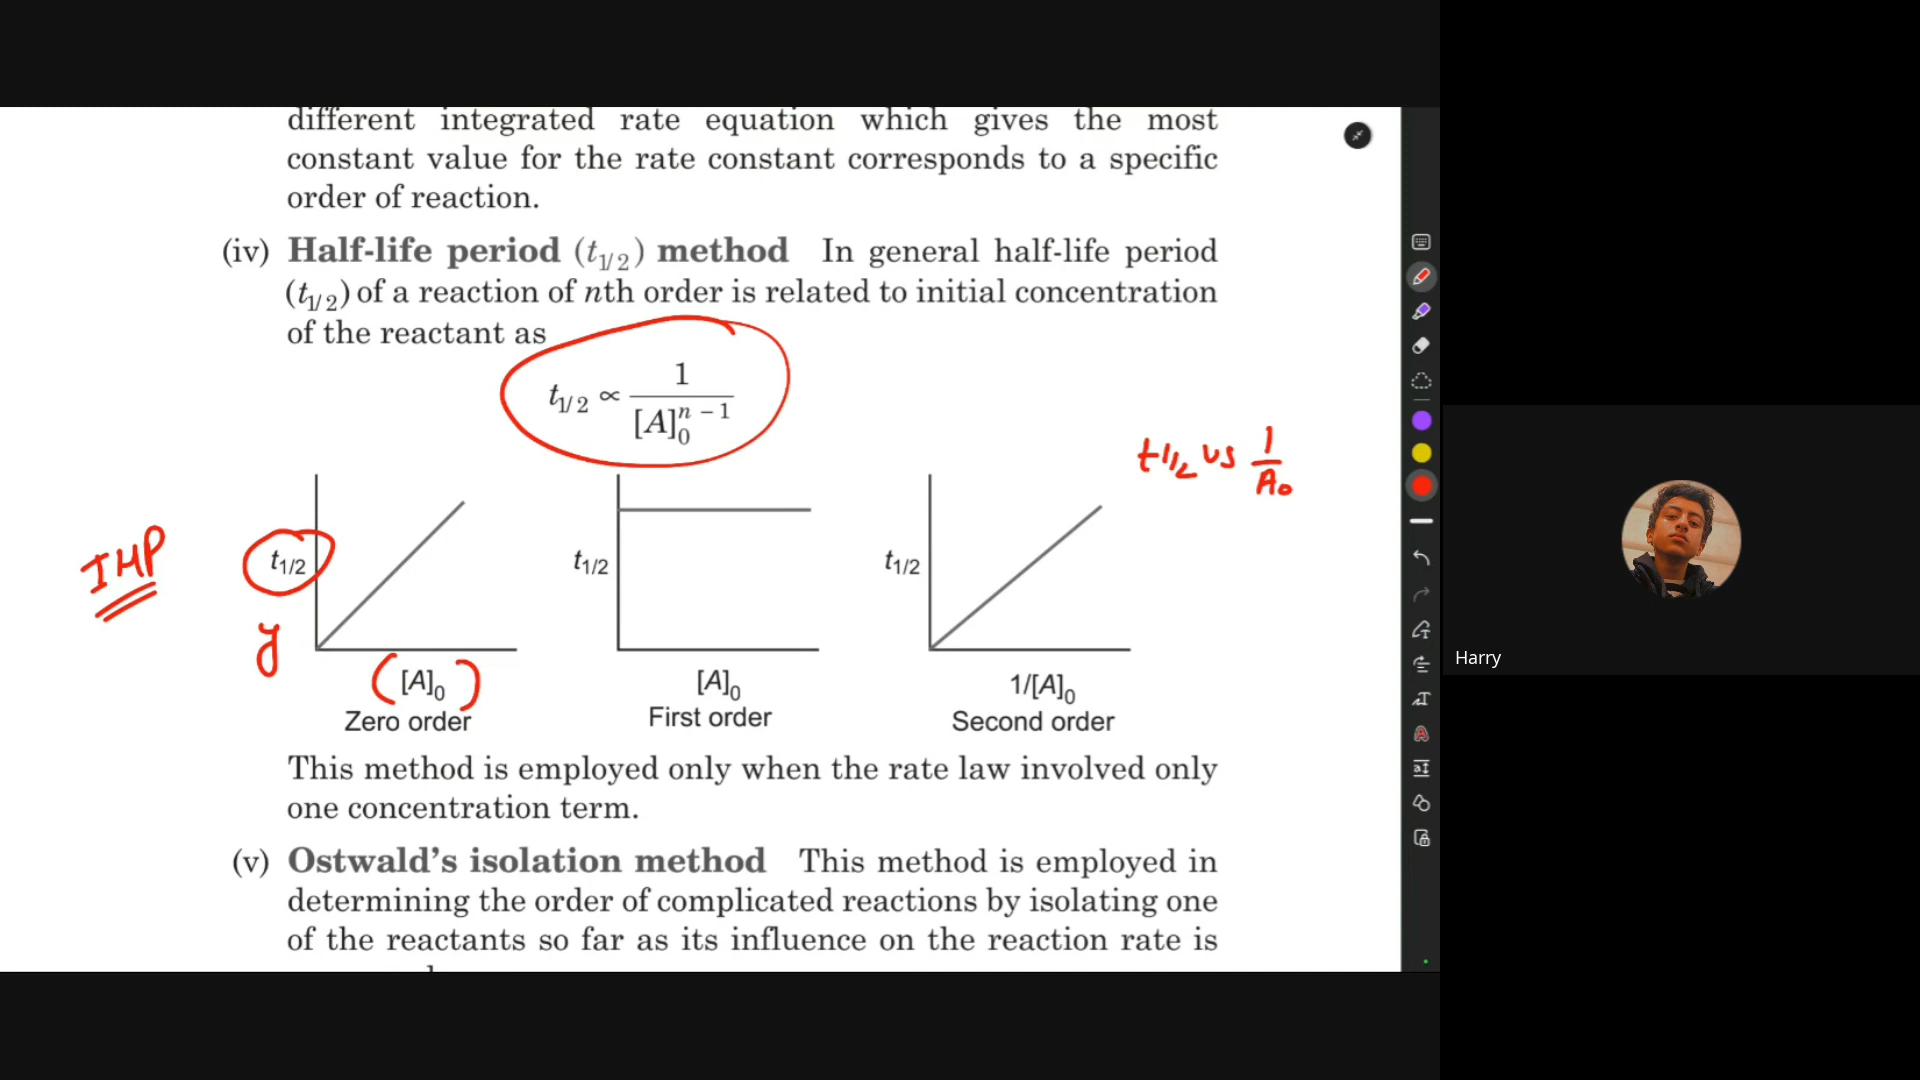 different integrated rate equation which gives the most
constant value for the rate constant corresponds to a specific
order of reaction.
(iv) Half-life period (t1/2) method In general half-life period
(t1/2) of a reaction of nth order is related to initial concentration
of the reactant as
t1/2 ∝ 1/[A]₀ⁿ⁻¹
t1/2 vs 1/A₀
IMP
t1/2
y
([A]₀)
Zero order
t1/2
[A]₀
First order
t1/2
1/[A]₀
Second order
This method is employed only when the rate law involved only
one concentration term.
(v) Ostwald's isolation method This method is employed in
determining the order of complicated reactions by isolating one
of the reactants so far as its influence on the reaction rate is
Harry